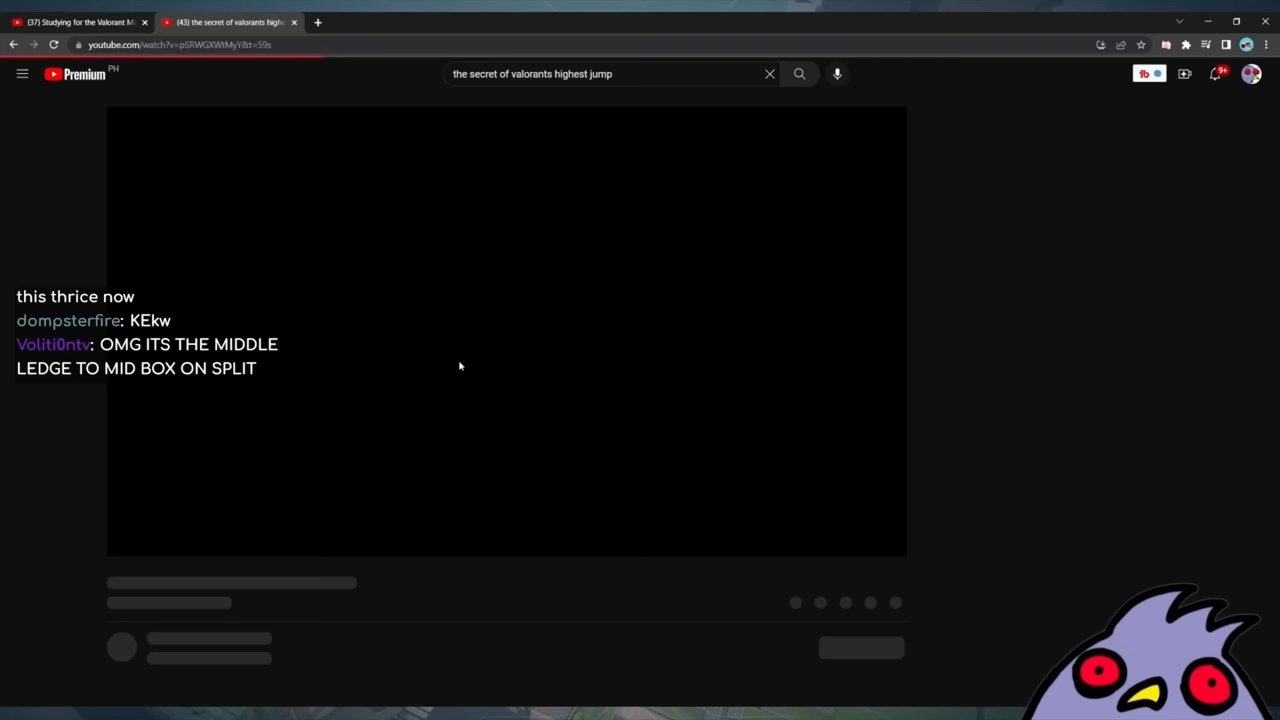 (37) Studying for the Valorant Mi
(43) the secret of valorants highe
youtube.com/watch?v=pSRWGXWtMyY&t=59s
Premium PH
the secret of valorants highest jump
tb
9+
this thrice now
dompsterfire: KEkw
Voliti0ntv: OMG ITS THE MIDDLE
LEDGE TO MID BOX ON SPLIT